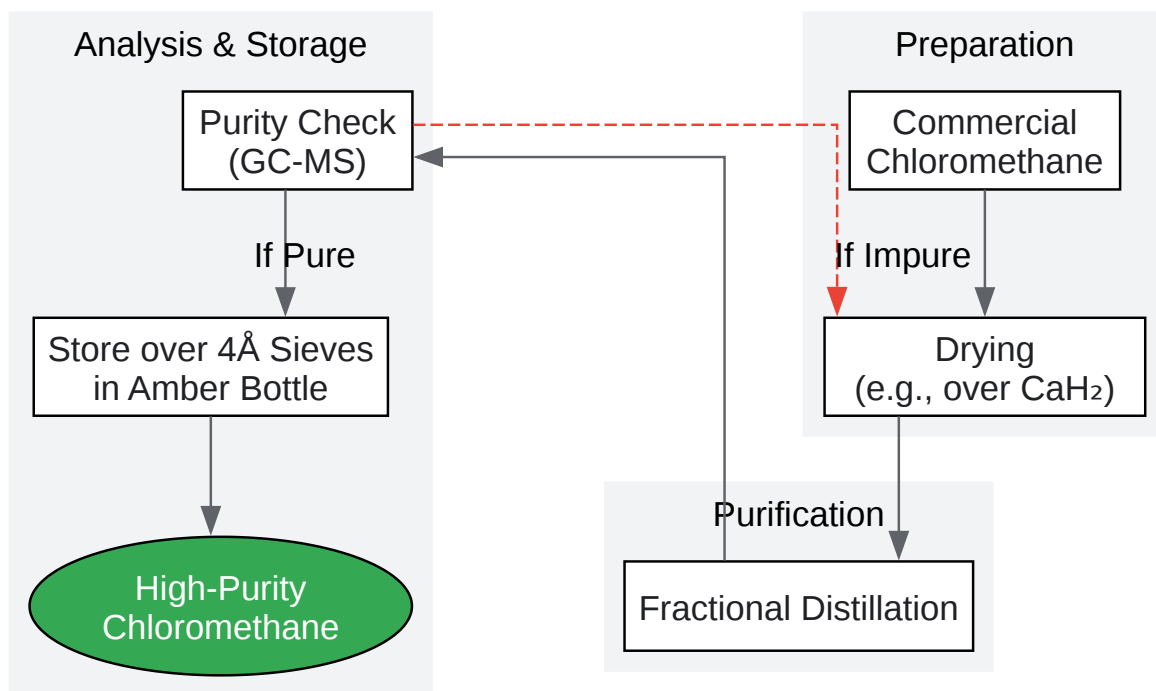 Analysis & Storage
Purity Check
(GC-MS)
If Pure
Store over 4Å Sieves
in Amber Bottle
High-Purity
Chloromethane
Preparation
Commercial
Chloromethane
If Impure
Drying
(e.g., over CaH₂)
Purification
Fractional Distillation